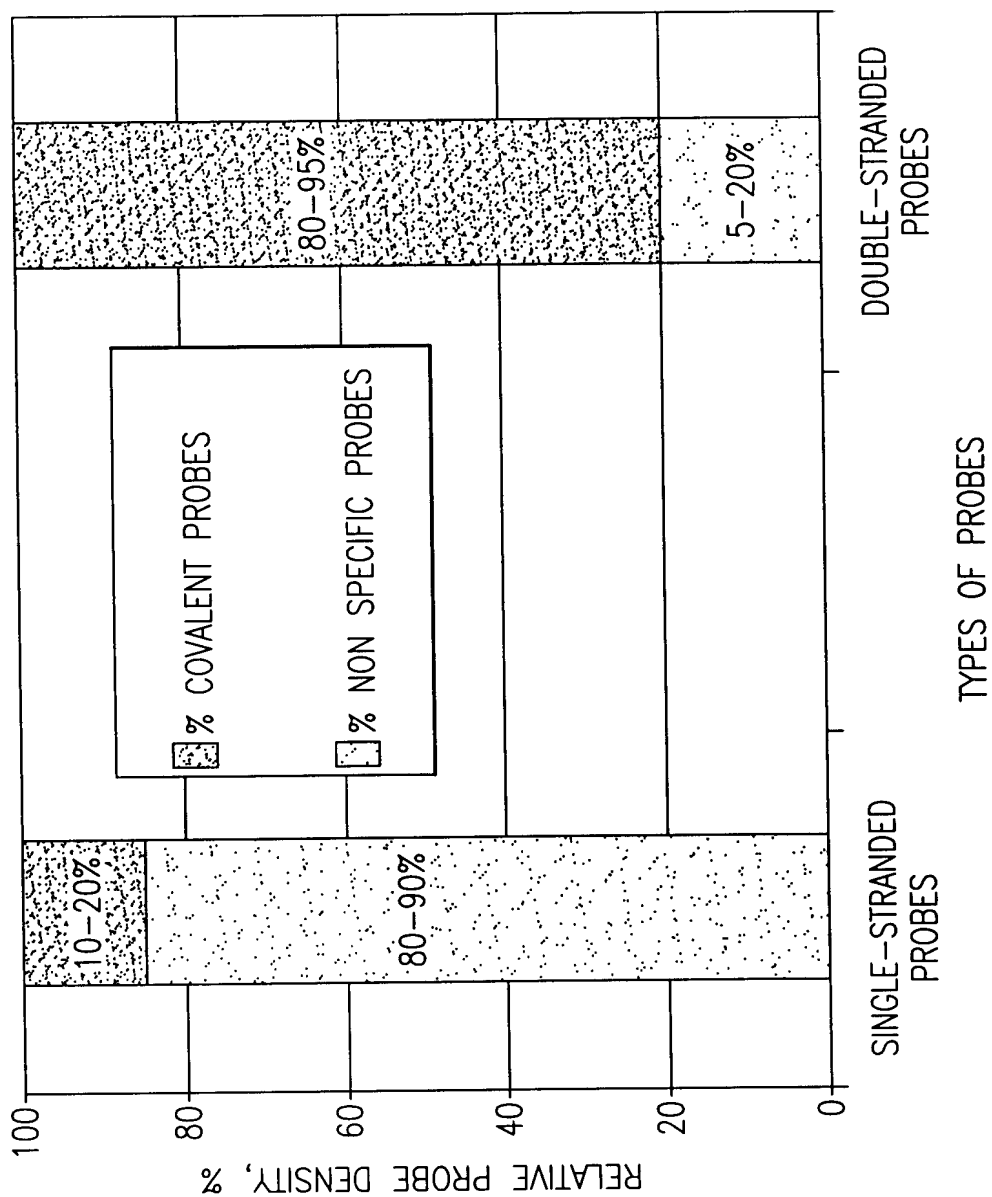 RELATIVE PROBE DENSITY, %
100
80
60
40
20
0
10–20%
80–90%
% COVALENT PROBES
% NON SPECIFIC PROBES
80–95%
5–20%
SINGLE–STRANDED
PROBES
DOUBLE–STRANDED
PROBES
TYPES OF PROBES